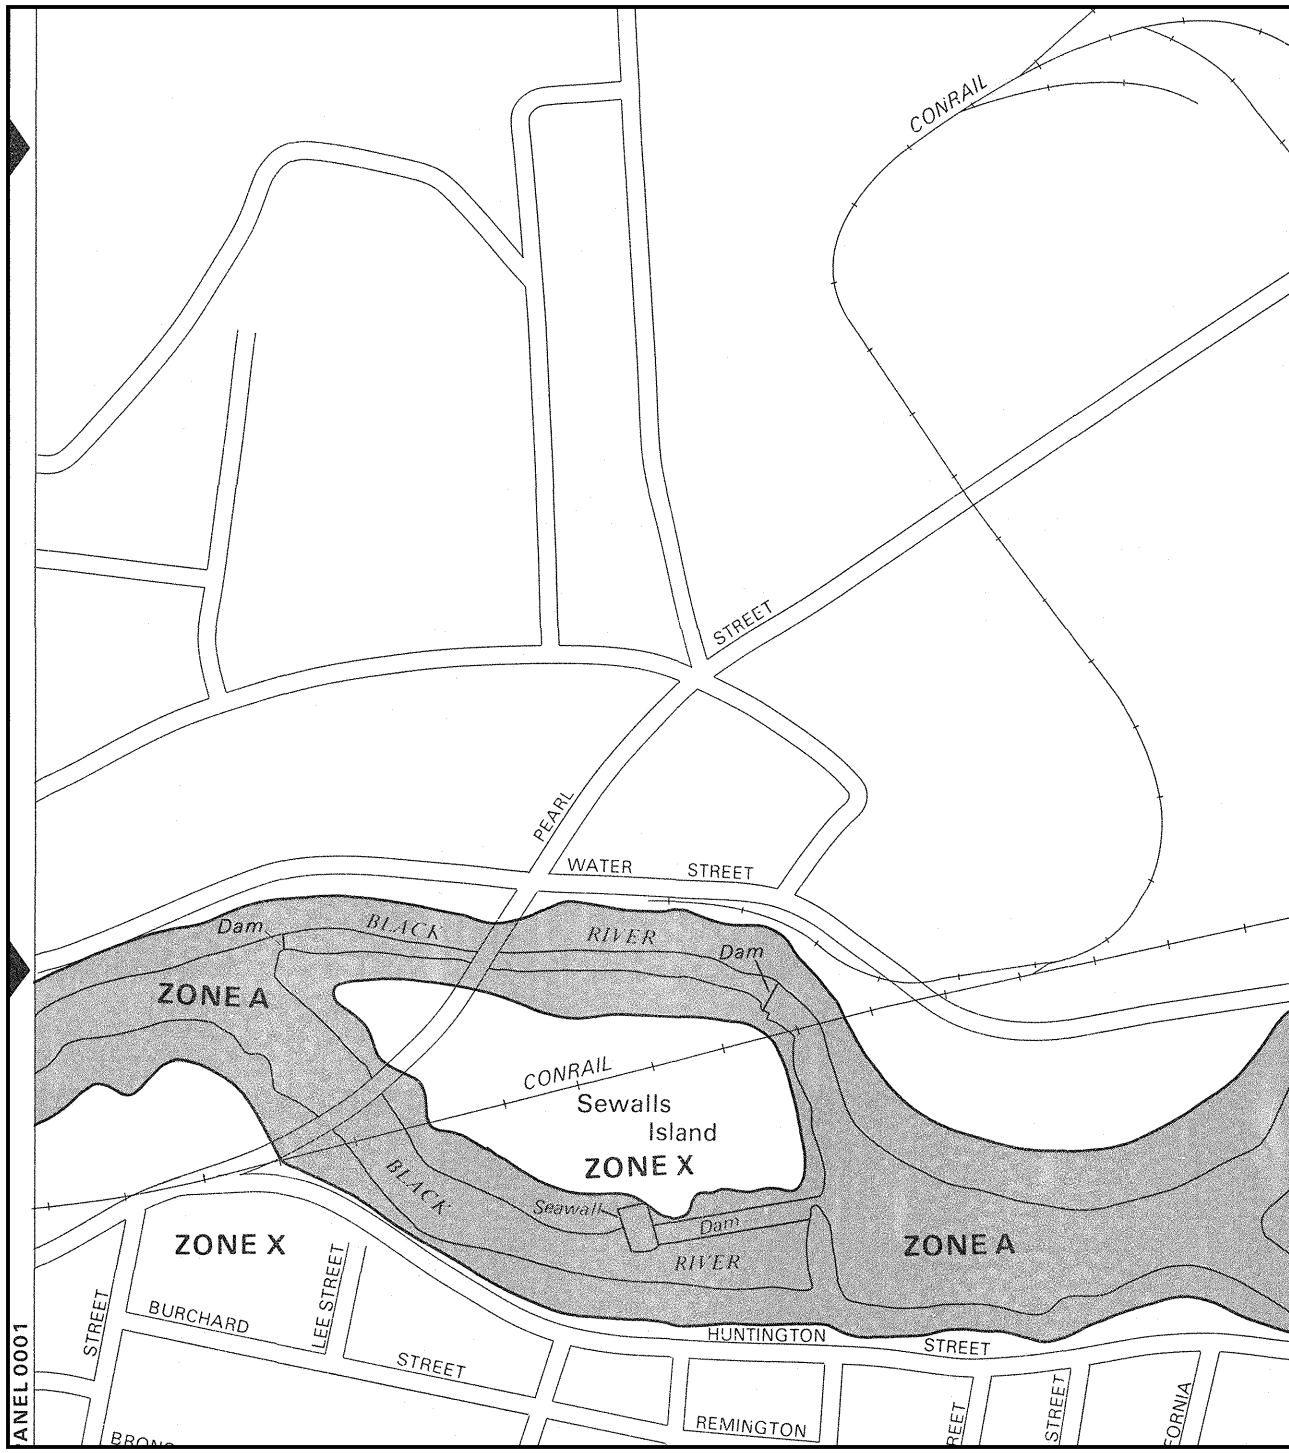 CONRAIL
STREET
PEARL
WATER STREET
Dam
BLACK
RIVER
Dam
ZONE A
CONRAIL
Sewalls
Island
ZONE X
BLACK
Seawall
Dam
RIVER
ZONE X
ZONE A
LEE STREET
STREET
BURCHARD
STREET
HUNTINGTON STREET
REMINGTON
STREET
PANEL 0001